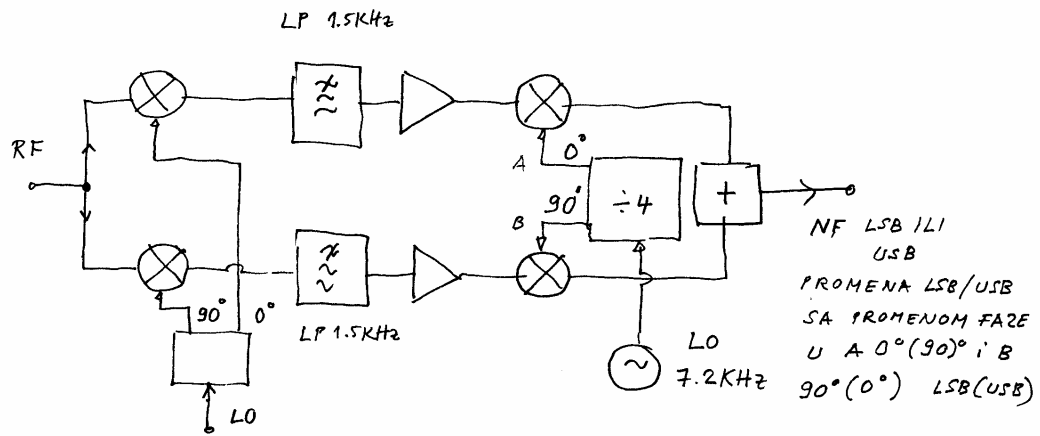 LP 1.5KHz
RF
A 0°
90°
B
÷4
+
90° 0°
LP 1.5KHz
LO
LO
7.2KHz
NF LSB ILI
USB
PROMENA LSB/USB
SA PROMENOM FAZE
U A 0°(90)° i B
90°(0°) LSB(USB)